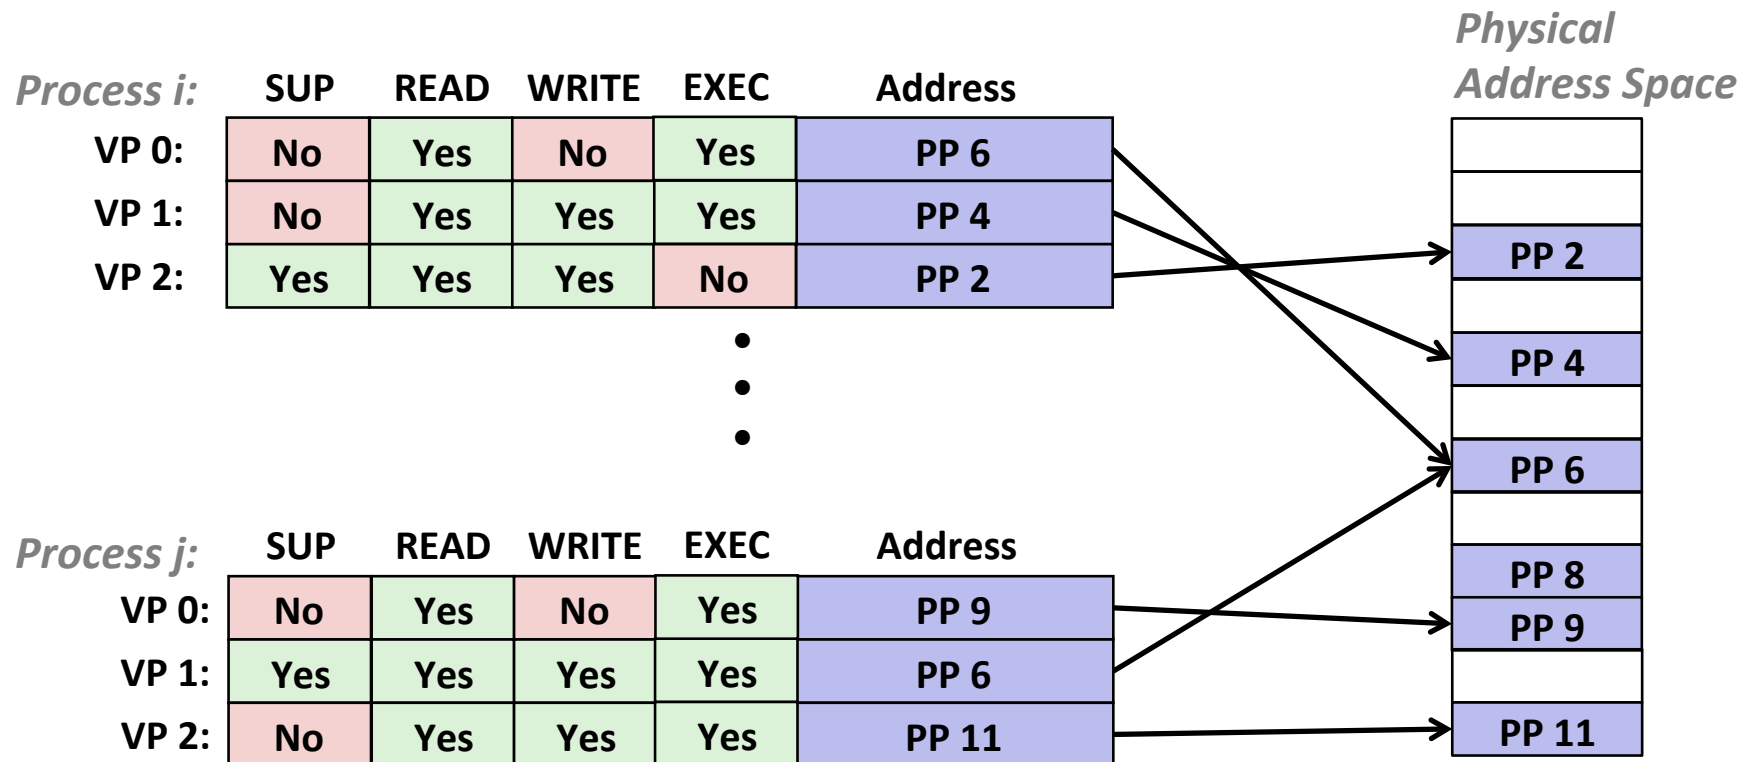 Physical
Address Space
Process i: SUP READ WRITE EXEC Address
VP 0: No Yes No Yes PP 6
VP 1: No Yes Yes Yes PP 4
VP 2: Yes Yes Yes No PP 2
PP 2
PP 4
PP 6
Process j: SUP READ WRITE EXEC Address
VP 0: No Yes No Yes PP 9
VP 1: Yes Yes Yes Yes PP 6
VP 2: No Yes Yes Yes PP 11
PP 8
PP 9
PP 11